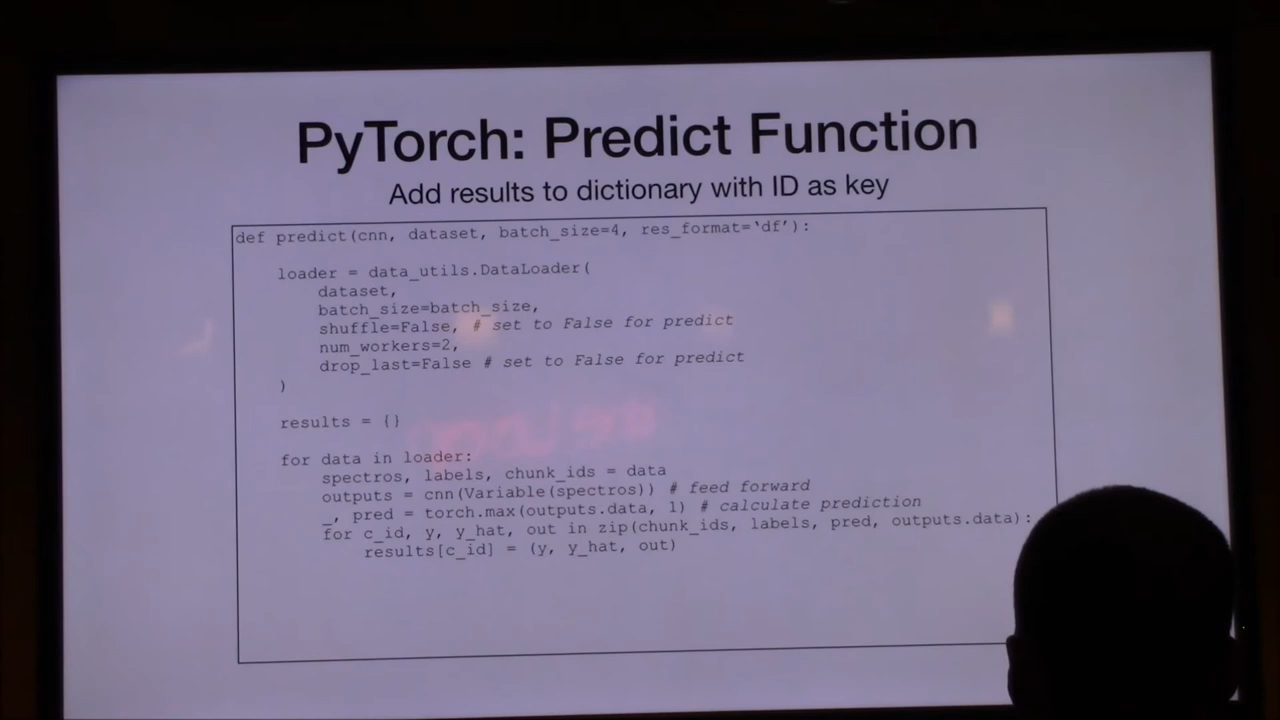 PyTorch: Predict Function
Add results to dictionary with ID as key
def predict(cnn, dataset, batch_size=4, res_format=‘df’):
loader = data_utils.DataLoader(
dataset,
batch_size=batch_size,
shuffle=False, # set to False for predict
num_workers=2,
drop_last=False # set to False for predict
)
results = {}
for data in loader:
spectros, labels, chunk_ids = data
outputs = cnn(Variable(spectros)) # feed forward
_, pred = torch.max(outputs.data, 1) # calculate prediction
for c_id, y, y_hat, out in zip(chunk_ids, labels, pred, outputs.data):
results[c_id] = (y, y_hat, out)